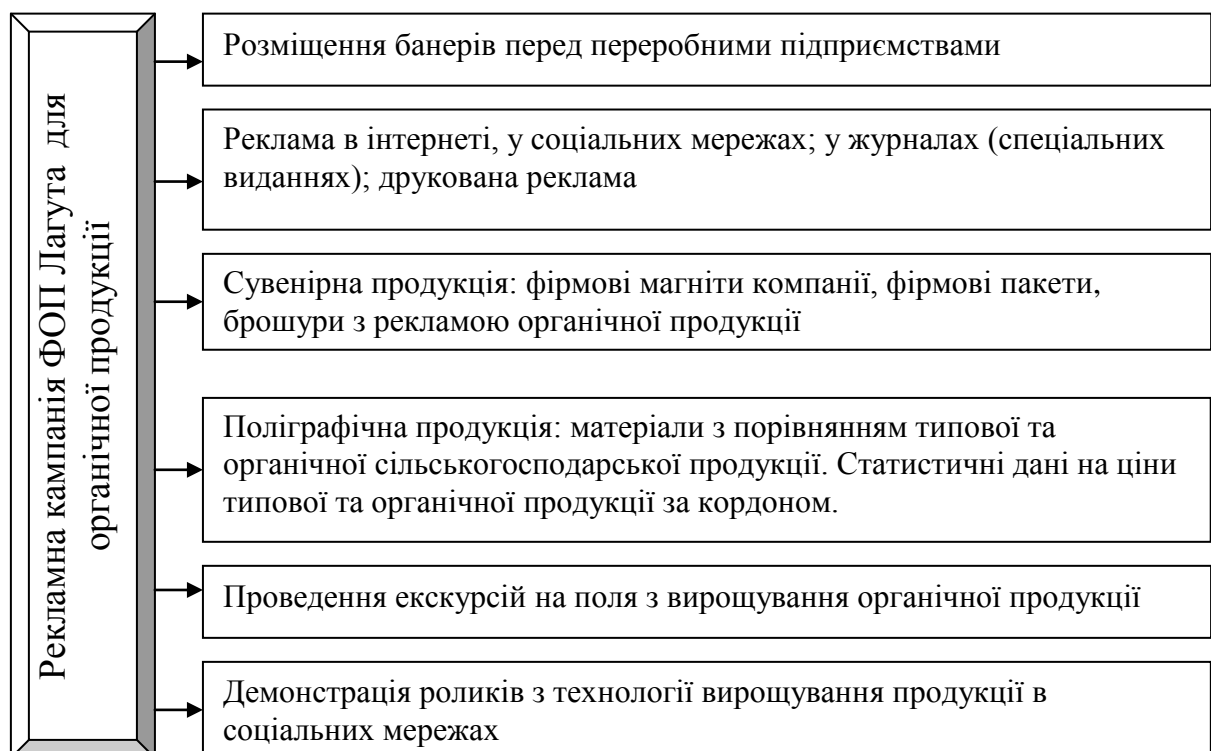 Рекламна кампанія ФОП Лагута для
органічної продукції
Розміщення банерів перед переробними підприємствами
Реклама в інтернеті, у соціальних мережах; у журналах (спеціальних
виданнях); друкована реклама
Сувенірна продукція: фірмові магніти компанії, фірмові пакети,
брошури з рекламою органічної продукції
Поліграфічна продукція: матеріали з порівнянням типової та
органічної сільськогосподарської продукції. Статистичні дані на ціни
типової та органічної продукції за кордоном.
Проведення екскурсій на поля з вирощування органічної продукції
Демонстрація роликів з технології вирощування продукції в
соціальних мережах